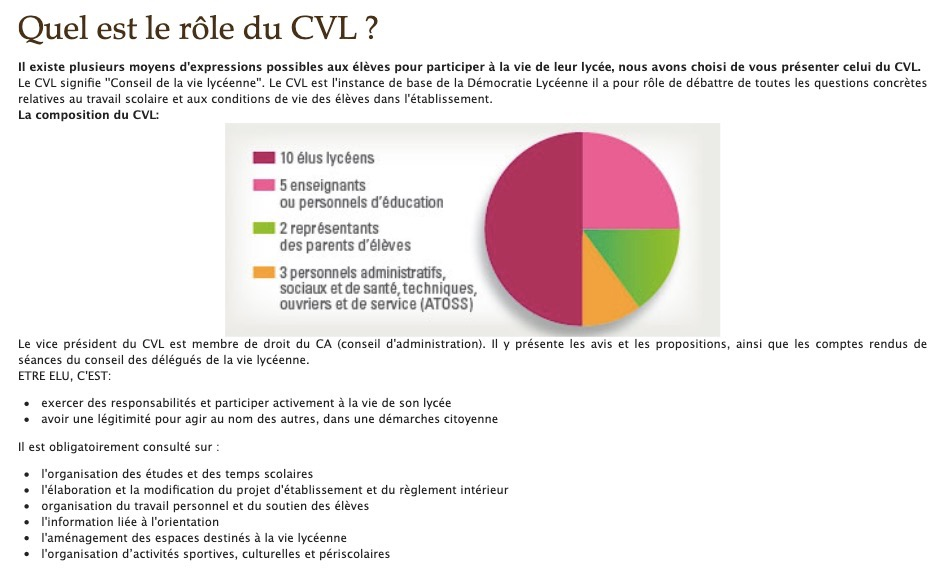 Quel est le rôle du CVL ?
Il existe plusieurs moyens d'expressions possibles aux élèves pour participer à la vie de leur lycée, nous avons choisi de vous présenter celui du CVL.
Le CVL signifie "Conseil de la vie lycéenne". Le CVL est l'instance de base de la Démocratie Lycéenne il a pour rôle de débattre de toutes les questions concrètes
relatives au travail scolaire et aux conditions de vie des élèves dans l'établissement.
La composition du CVL:
10 élus lycéens
5 enseignants
ou personnels d'éducation
2 représentants
des parents d'élèves
3 personnels administratifs,
sociaux et de santé, techniques,
ouvriers et de service (ATOSS)
Le vice président du CVL est membre de droit du CA (conseil d'administration). Il y présente les avis et les propositions, ainsi que les comptes rendus de
séances du conseil des délégués de la vie lycéenne.
ETRE ELU, C'EST:
• exercer des responsabilités et participer activement à la vie de son lycée
• avoir une légitimité pour agir au nom des autres, dans une démarches citoyenne
Il est obligatoirement consulté sur :
• l'organisation des études et des temps scolaires
• l'élaboration et la modification du projet d'établissement et du règlement intérieur
• organisation du travail personnel et du soutien des élèves
• l'information liée à l'orientation
• l'aménagement des espaces destinés à la vie lycéenne
• l'organisation d'activités sportives, culturelles et périscolaires